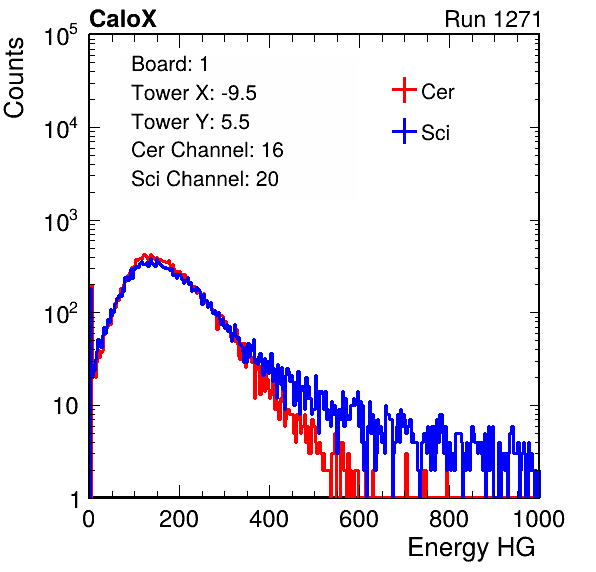 CaloX Run 1271
10^5
Counts
Board: 1
Tower X: -9.5
Tower Y: 5.5
Cer Channel: 16
Sci Channel: 20
Cer
Sci
10^4
10^3
10^2
10
1
0 200 400 600 800 1000
Energy HG